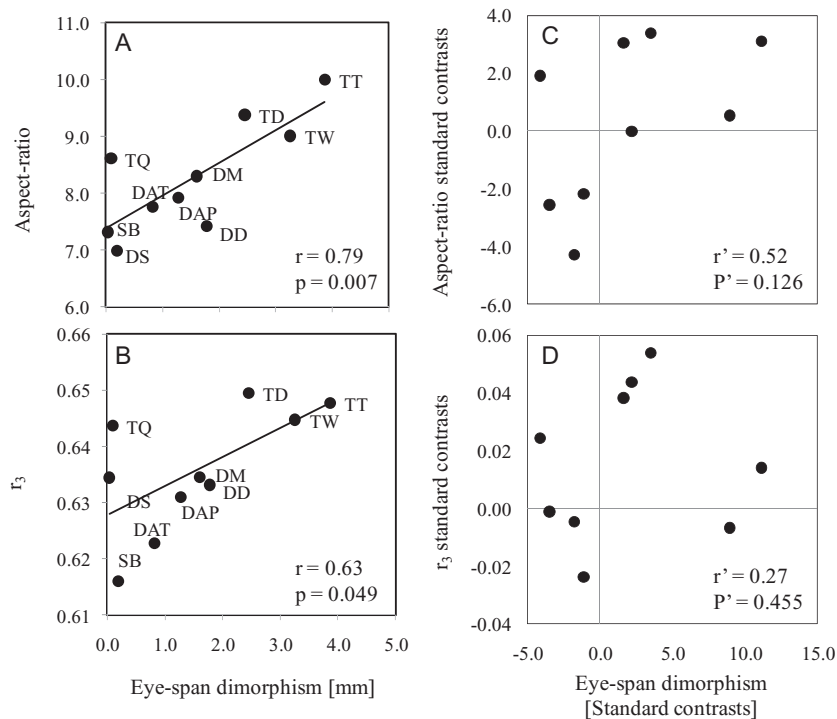 A
11.0
10.0
9.0
8.0
7.0
6.0
Aspect-ratio
TT
TD
TW
TQ
DM
DAT
DAP
SB
DD
DS
r = 0.79
p = 0.007
B
0.66
0.65
0.64
0.63
0.62
0.61
r3
TD
TT
TW
TQ
DM
DS
DD
DAP
DAT
SB
r = 0.63
p = 0.049
0.0 1.0 2.0 3.0 4.0 5.0
Eye-span dimorphism [mm]
C
4.0
2.0
0.0
-2.0
-4.0
-6.0
Aspect-ratio standard contrasts
r’ = 0.52
P’ = 0.126
D
0.06
0.04
0.02
0.00
-0.02
-0.04
r3 standard contrasts
r’ = 0.27
P’ = 0.455
-5.0 0.0 5.0 10.0 15.0
Eye-span dimorphism
[Standard contrasts]